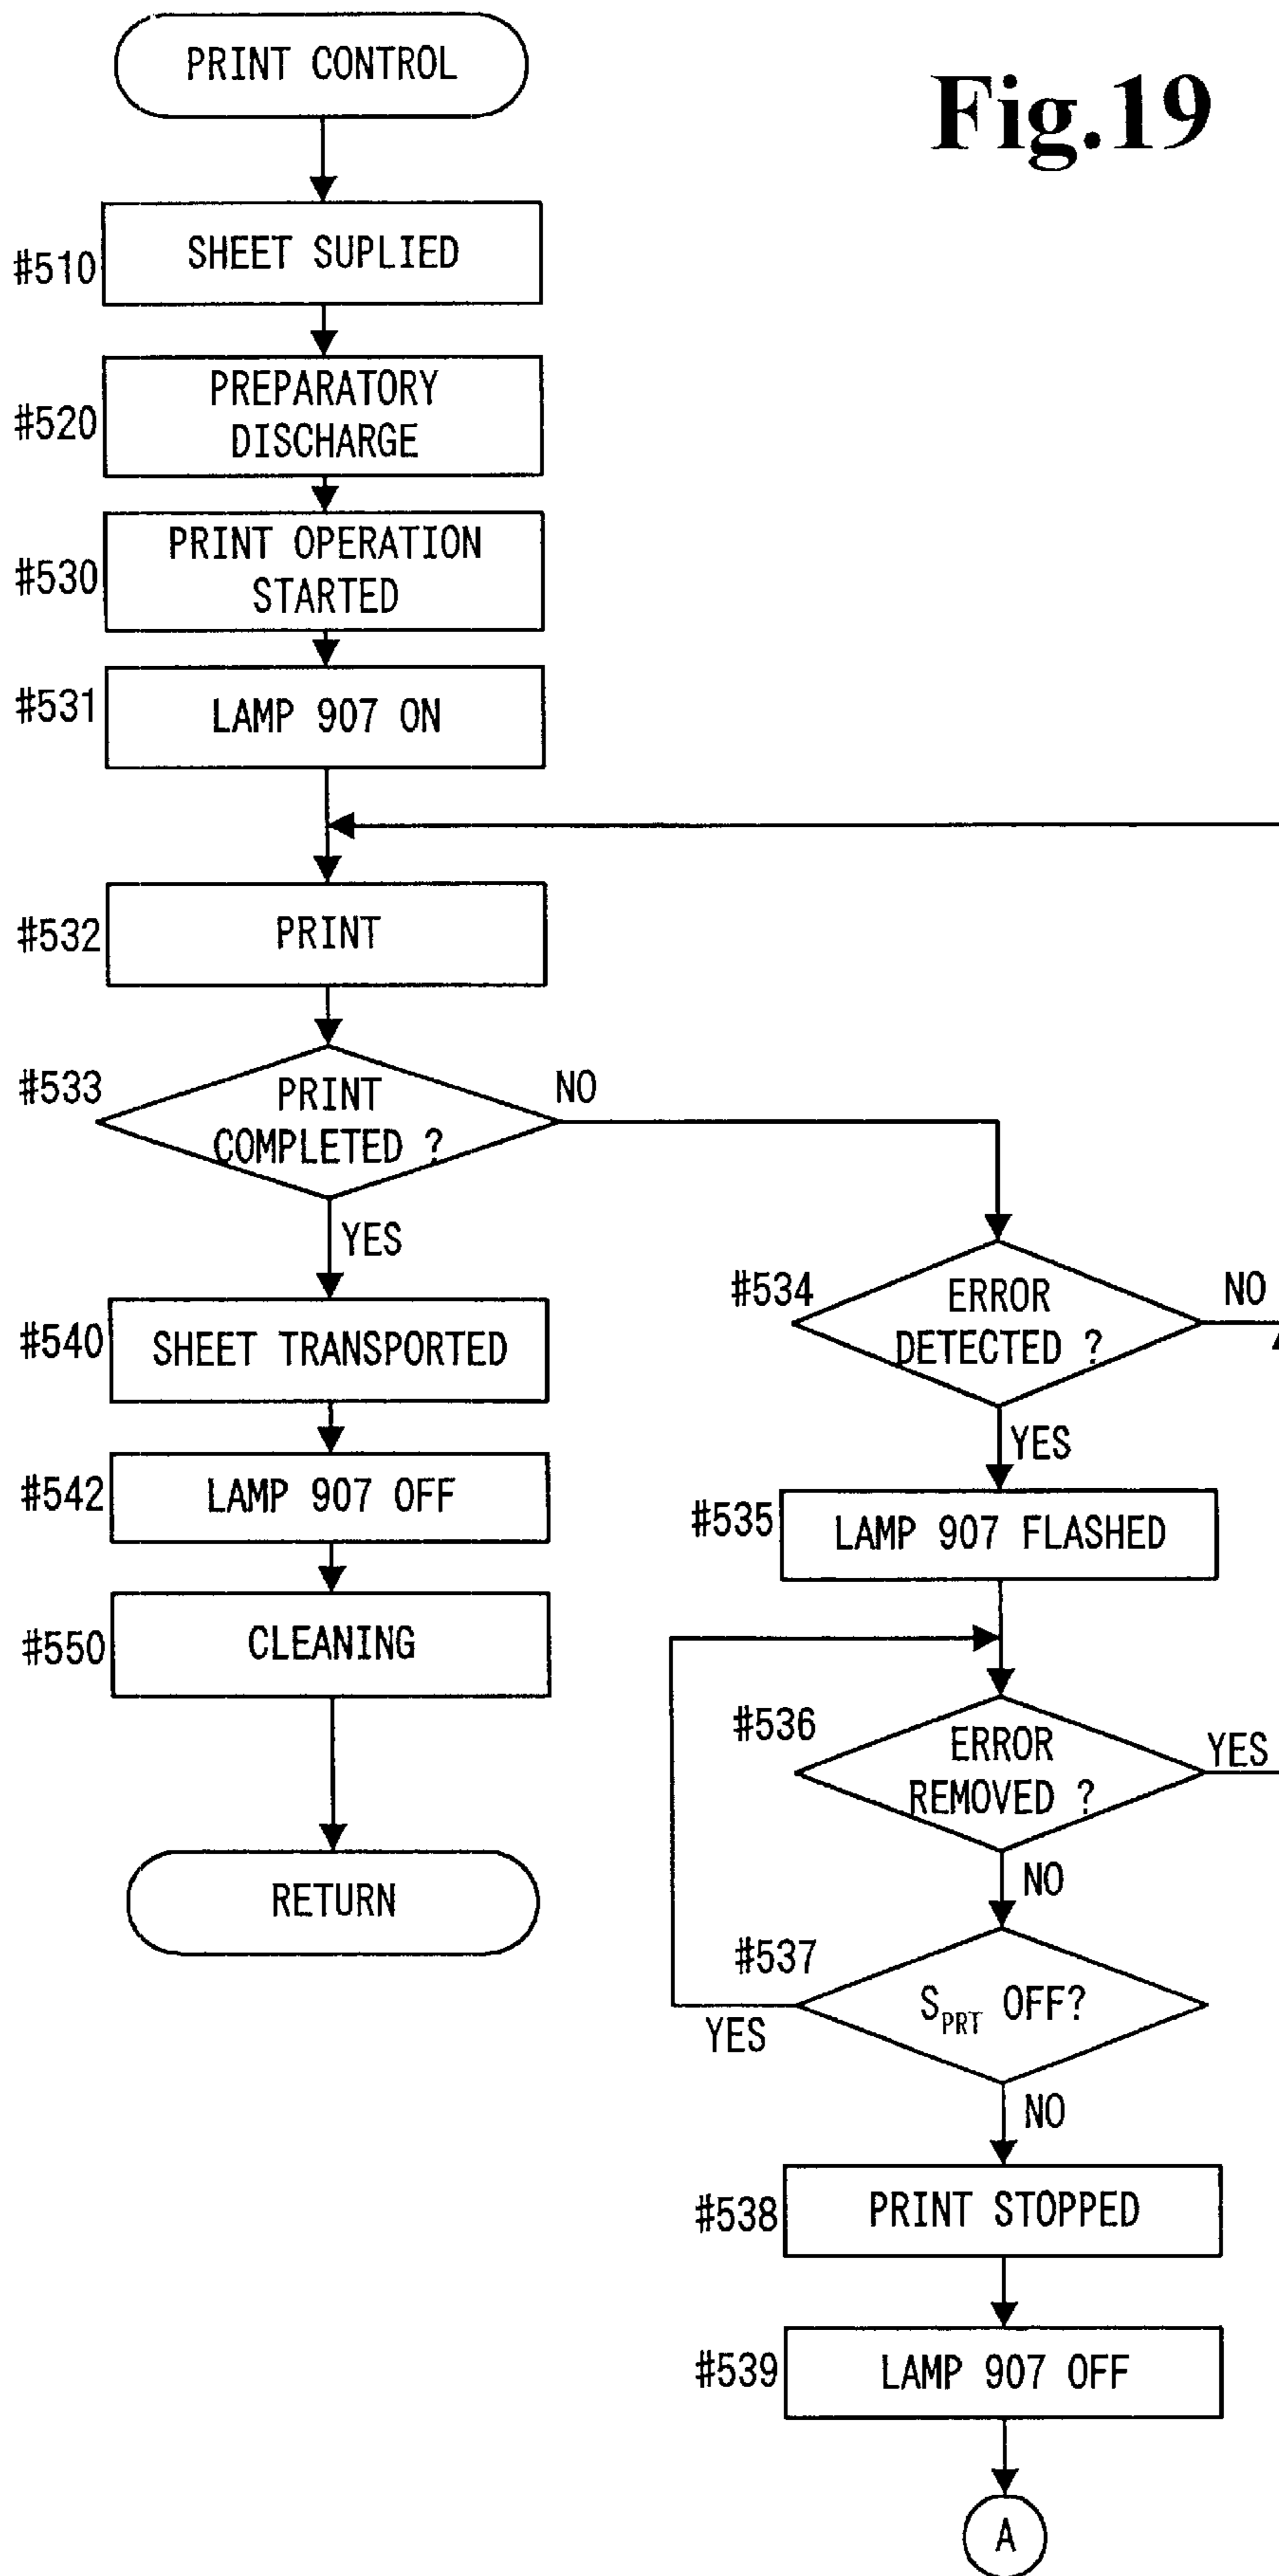 Fig.19
PRINT CONTROL
#510
SHEET SUPLIED
#520
PREPARATORY
DISCHARGE
#530
PRINT OPERATION
STARTED
#531
LAMP 907 ON
#532
PRINT
#533
PRINT
COMPLETED ?
NO
YES
#540
SHEET TRANSPORTED
#542
LAMP 907 OFF
#550
CLEANING
RETURN
#534
ERROR
DETECTED ?
NO
YES
#535
LAMP 907 FLASHED
#536
ERROR
REMOVED ?
YES
NO
#537
SPRT OFF?
YES
NO
#538
PRINT STOPPED
#539
LAMP 907 OFF
A